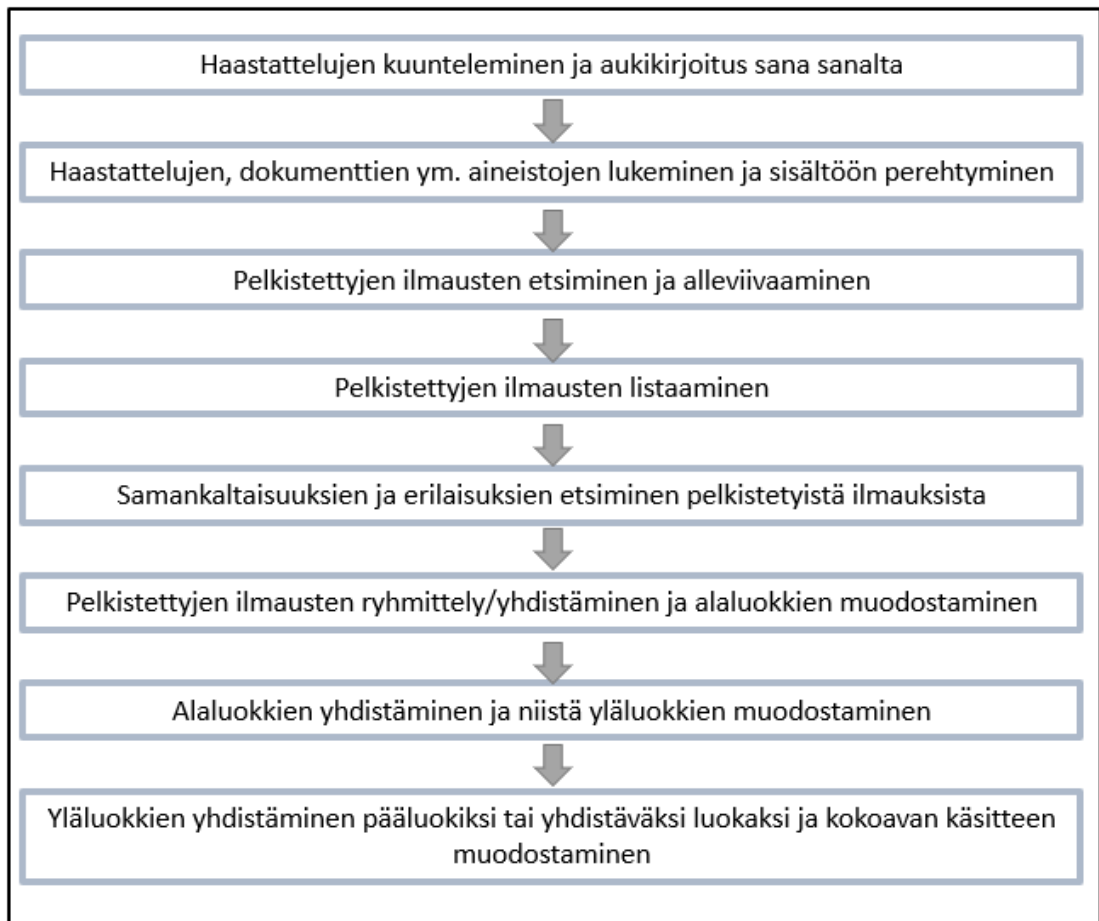 Haastattelujen kuunteleminen ja aukikirjoitus sana sanalta
Haastattelujen, dokumenttien ym. aineistojen lukeminen ja sisältöön perehtyminen
Pelkistettyjen ilmausten etsiminen ja alleviivaaminen
Pelkistettyjen ilmausten listaaminen
Samankaltaisuuksien ja erilaisuksien etsiminen pelkistetyistä ilmauksista
Pelkistettyjen ilmausten ryhmittely/yhdistäminen ja alaluokkien muodostaminen
Alaluokkien yhdistäminen ja niistä yläluokkien muodostaminen
Yläluokkien yhdistäminen pääluokiksi tai yhdistäväksi luokaksi ja kokoavan käsitteen
muodostaminen